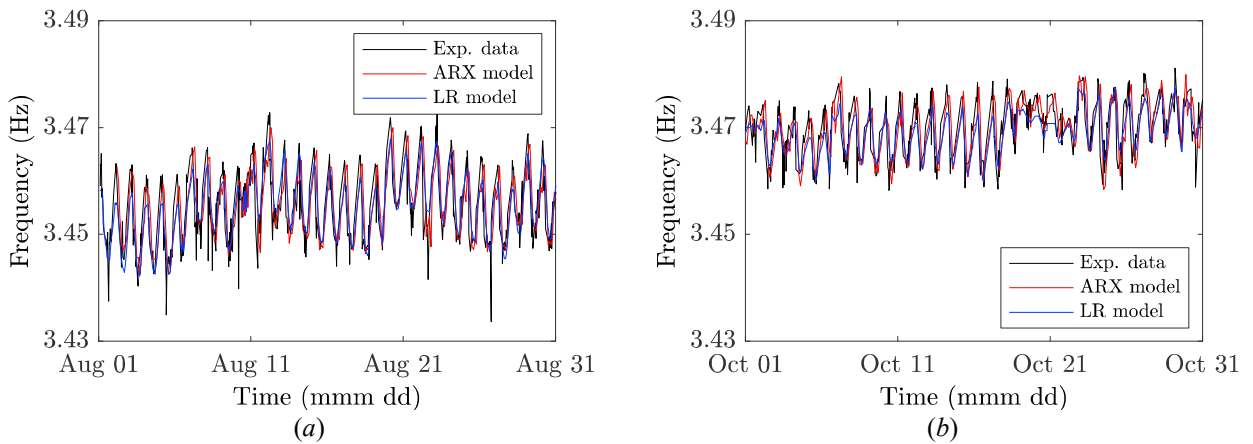 3.49
3.47
3.45
3.43
Frequency (Hz)
Exp. data
ARX model
LR model
Aug 01
Aug 11
Aug 21
Aug 31
Time (mmm dd)
(a)
3.49
3.47
3.45
3.43
Frequency (Hz)
Exp. data
ARX model
LR model
Oct 01
Oct 11
Oct 21
Oct 31
Time (mmm dd)
(b)